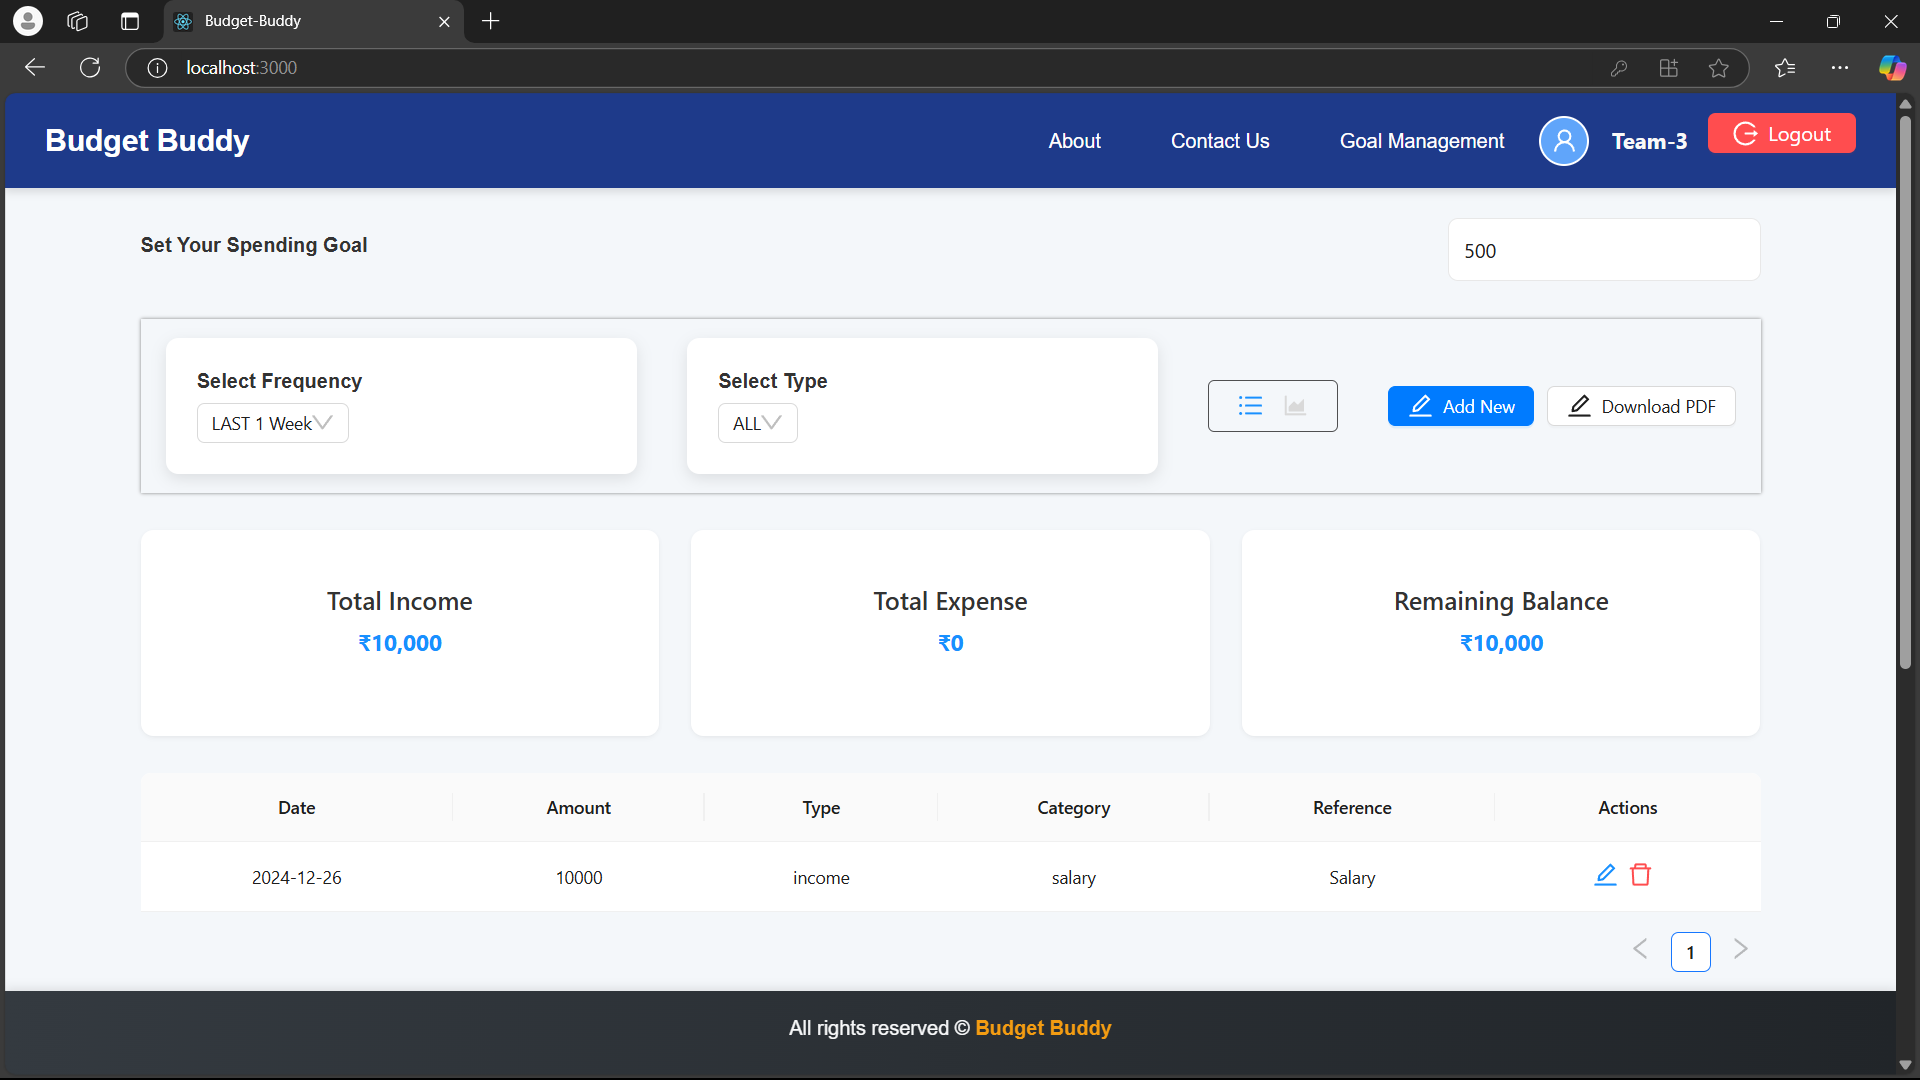 Budget-Buddy
localhost:3000
Budget Buddy
About
Contact Us
Goal Management
Team-3
Logout
Set Your Spending Goal
500
Select Frequency
LAST 1 Week
Select Type
ALL
Add New
Download PDF
Total Income
₹10,000
Total Expense
₹0
Remaining Balance
₹10,000
Date Amount Type Category Reference Actions
2024-12-26 10000 income salary Salary
1
All rights reserved © Budget Buddy